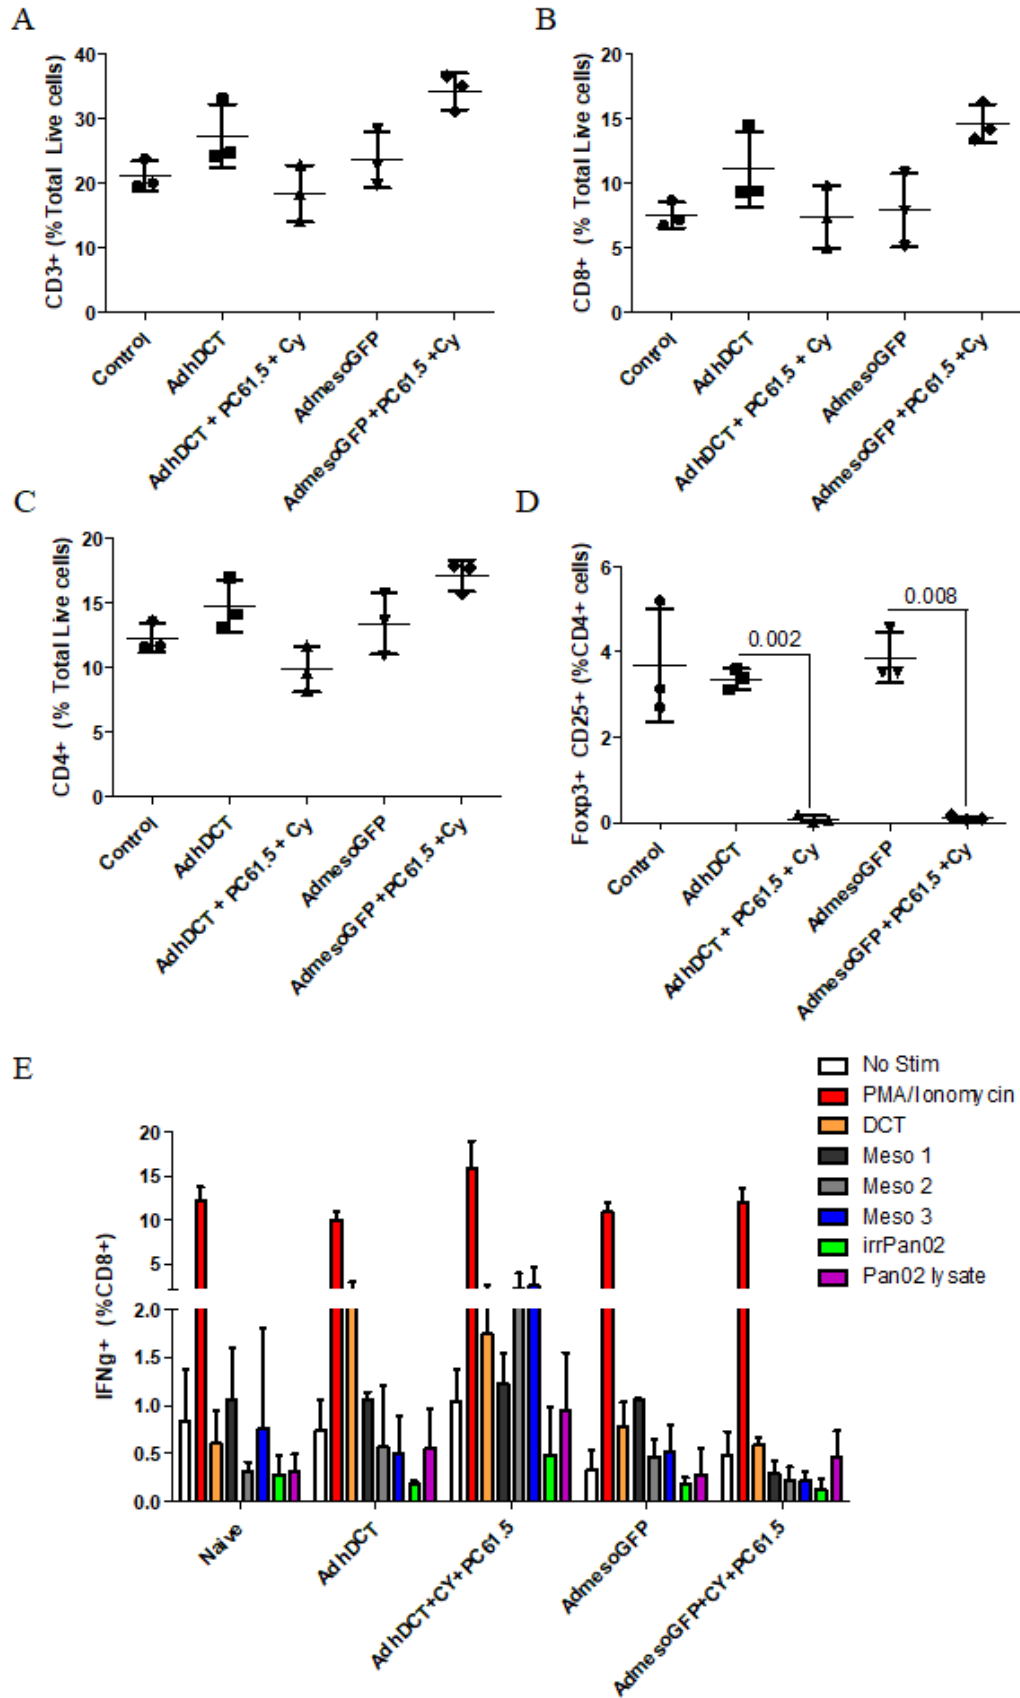 A
CD3+ (% Total Live cells)
40
30
20
10
0
Control
AdhDCT
AdhDCT + PC61.5 + Cy
AdmesoGFP
AdmesoGFP +PC61.5 +Cy
B
CD8+ (% Total Live cells)
20
15
10
5
0
Control
AdhDCT
AdhDCT + PC61.5 + Cy
AdmesoGFP
AdmesoGFP +PC61.5 +Cy
C
CD4+ (% Total Live cells)
20
15
10
5
0
Control
AdhDCT
AdhDCT + PC61.5 + Cy
AdmesoGFP
AdmesoGFP +PC61.5 +Cy
D
Foxp3+ CD25+ (%CD4+ cells)
6
4
2
0
0.002
0.008
Control
AdhDCT
AdhDCT + PC61.5 + Cy
AdmesoGFP
AdmesoGFP +PC61.5 +Cy
E
No Stim
PMA/Ionomycin
DCT
Meso 1
Meso 2
Meso 3
irrPan02
Pan02 lysate
IFNg+ (%CD8+)
20
15
10
5
2.0
1.5
1.0
0.5
0.0
Naive
AdhDCT
AdhDCT+CY+PC61.5
AdmesoGFP
AdmesoGFP+CY+PC61.5